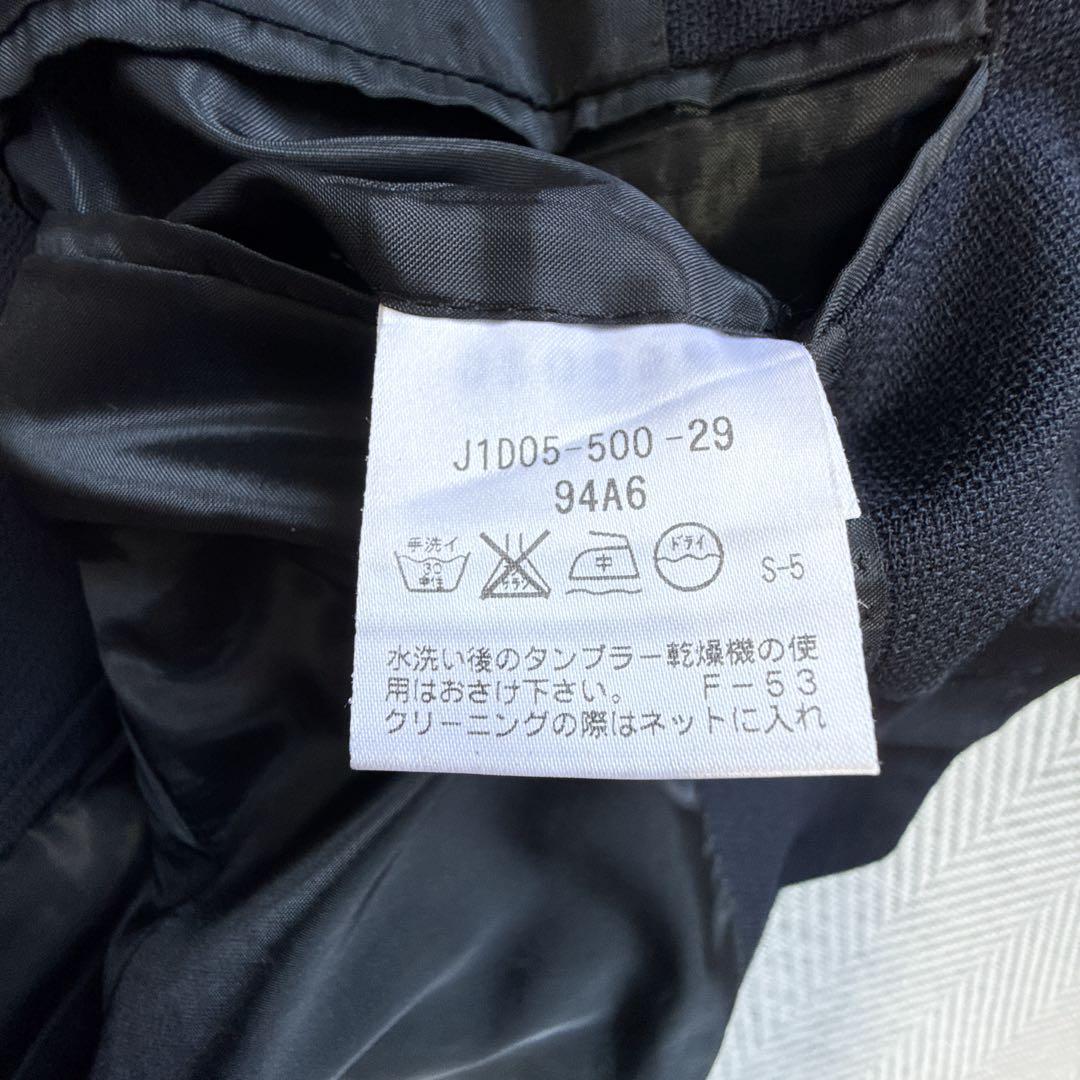 J1D05-500-29
94A6
手洗イ 30 中性 エンソサラシ 中 ドライ S-5
水洗い後のタンブラー乾燥機の使
用はおさけ下さい。 F-53
クリーニングの際はネットに入れ